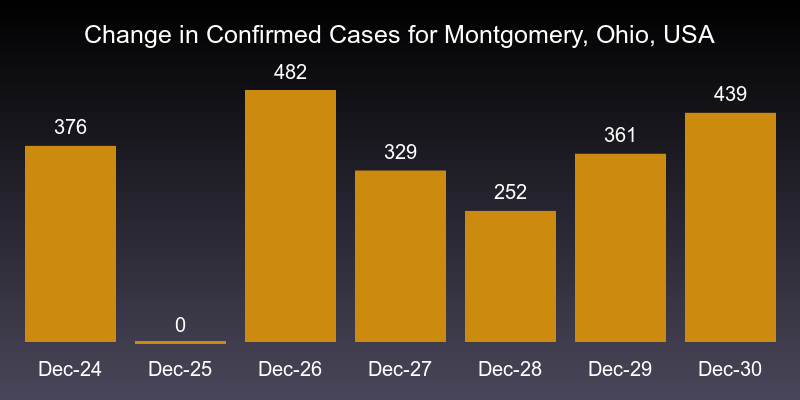 Change in Confirmed Cases for Montgomery, Ohio, USA
376
0
482
329
252
361
439
Dec-24
Dec-25
Dec-26
Dec-27
Dec-28
Dec-29
Dec-30